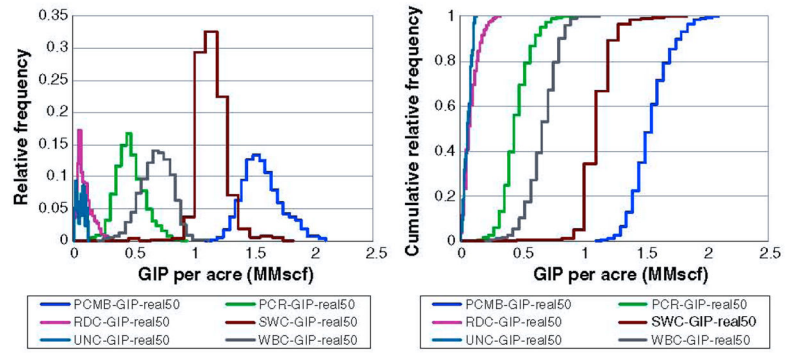 Relative frequency
0.35
0.3
0.25
0.2
0.15
0.1
0.05
0
0 0.5 1 1.5 2 2.5
GIP per acre (MMscf)
PCMB-GIP-real50 PCR-GIP-real50
RDC-GIP-real50 SWC-GIP-real50
UNC-GIP-real50 WBC-GIP-real50
Cumulative relative frequency
1
0.8
0.6
0.4
0.2
0
0 0.5 1 1.5 2 2.5
GIP per acre (MMscf)
PCMB-GIP-real50 PCR-GIP-real50
RDC-GIP-real50 SWC-GIP-real50
UNC-GIP-real50 WBC-GIP-real50